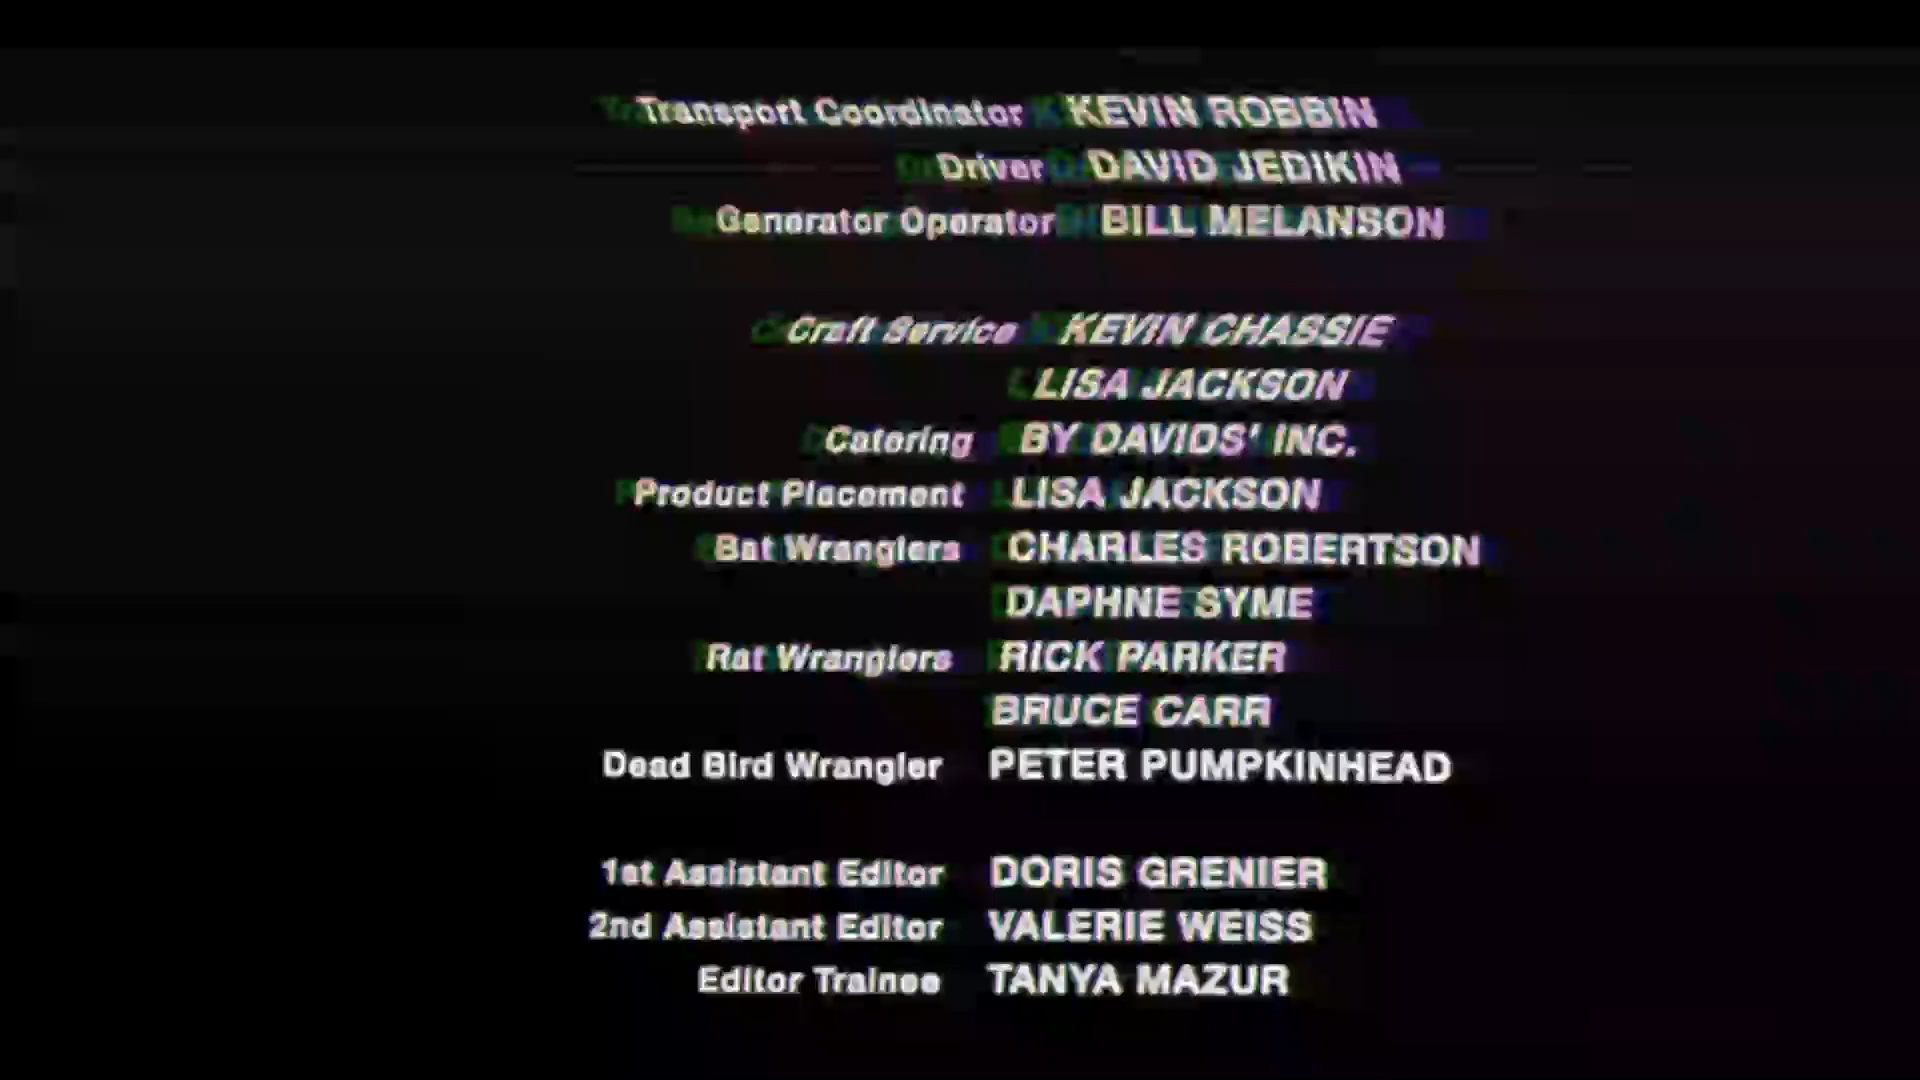 Transport Coordinator KEVIN ROBBIN
Driver DAVID JEDIKIN
Generator Operator BILL MELANSON
Craft Service KEVIN CHASSIE
LISA JACKSON
Catering BY DAVIDS' INC.
Product Placement LISA JACKSON
Bat Wranglers CHARLES ROBERTSON
DAPHNE SYME
Rat Wranglers RICK PARKER
BRUCE CARR
Dead Bird Wrangler PETER PUMPKINHEAD
1st Assistant Editor DORIS GRENIER
2nd Assistant Editor VALERIE WEISS
Editor Trainee TANYA MAZUR